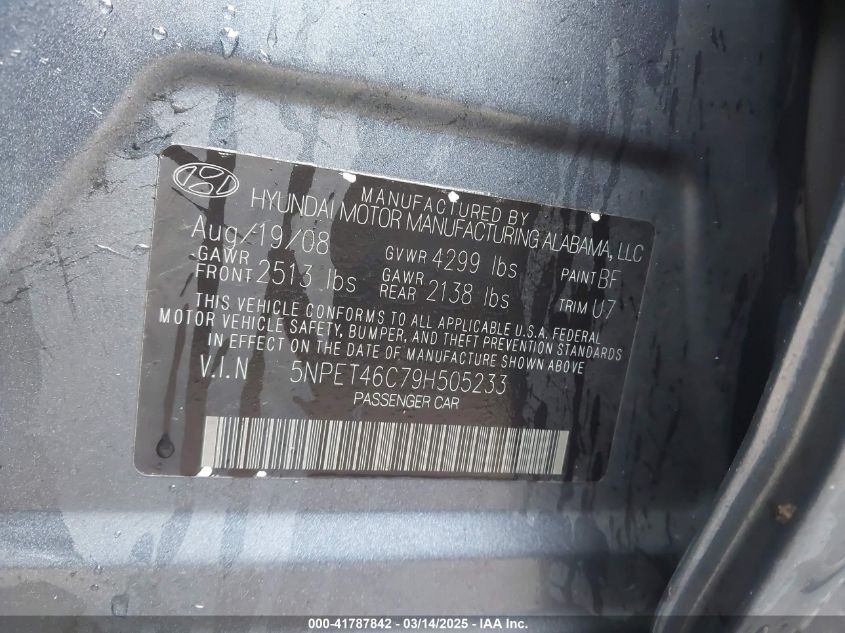 MANUFACTURED BY
HYUNDAI MOTOR MANUFACTURING ALABAMA, LLC
Aug/19/08 GVWR 4299 lbs PAINT BF
GAWR FRONT 2513 lbs GAWR REAR 2138 lbs TRIM U7
THIS VEHICLE CONFORMS TO ALL APPLICABLE U.S.A. FEDERAL
MOTOR VEHICLE SAFETY, BUMPER, AND THEFT PREVENTION STANDARDS
IN EFFECT ON THE DATE OF MANUFACTURE SHOWN ABOVE
V.I.N 5NPET46C79H505233
PASSENGER CAR
000-41787842 - 03/14/2025 - IAA Inc.